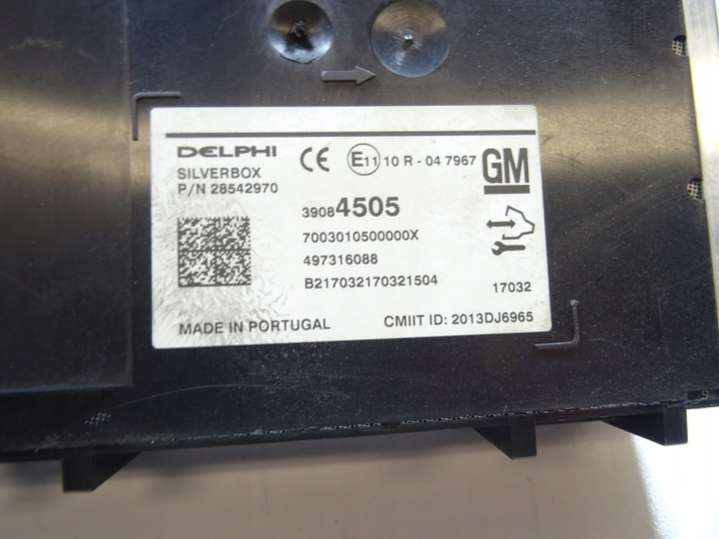 DELPHI CE E11 10 R - 04 7967 GM
SILVERBOX
P/N 28542970
39084505
7003010500000X
497316088
B217032170321504 17032
MADE IN PORTUGAL CMIIT ID: 2013DJ6965